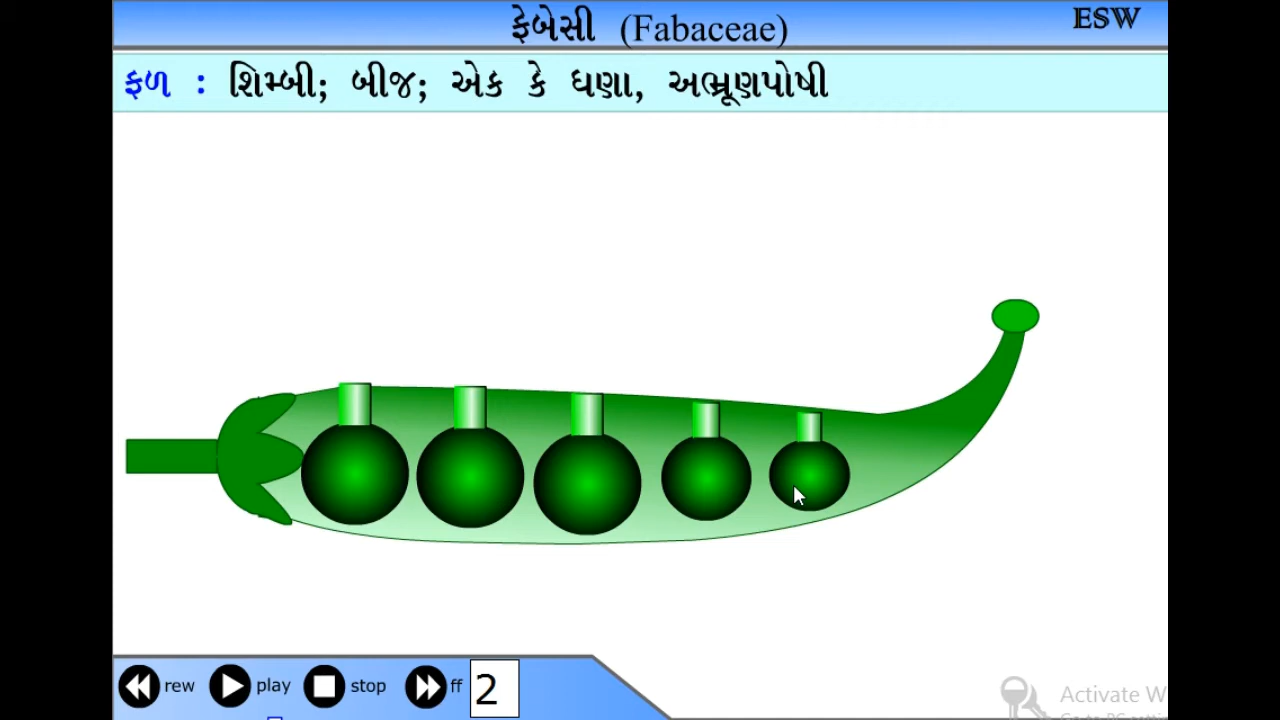 ફેબેસી (Fabaceae)
ESW
ફળ : શિમ્બી; બીજ; એક કે ઘણા, અભ્રૂણપોષી
rew play stop ff 2
Activate W